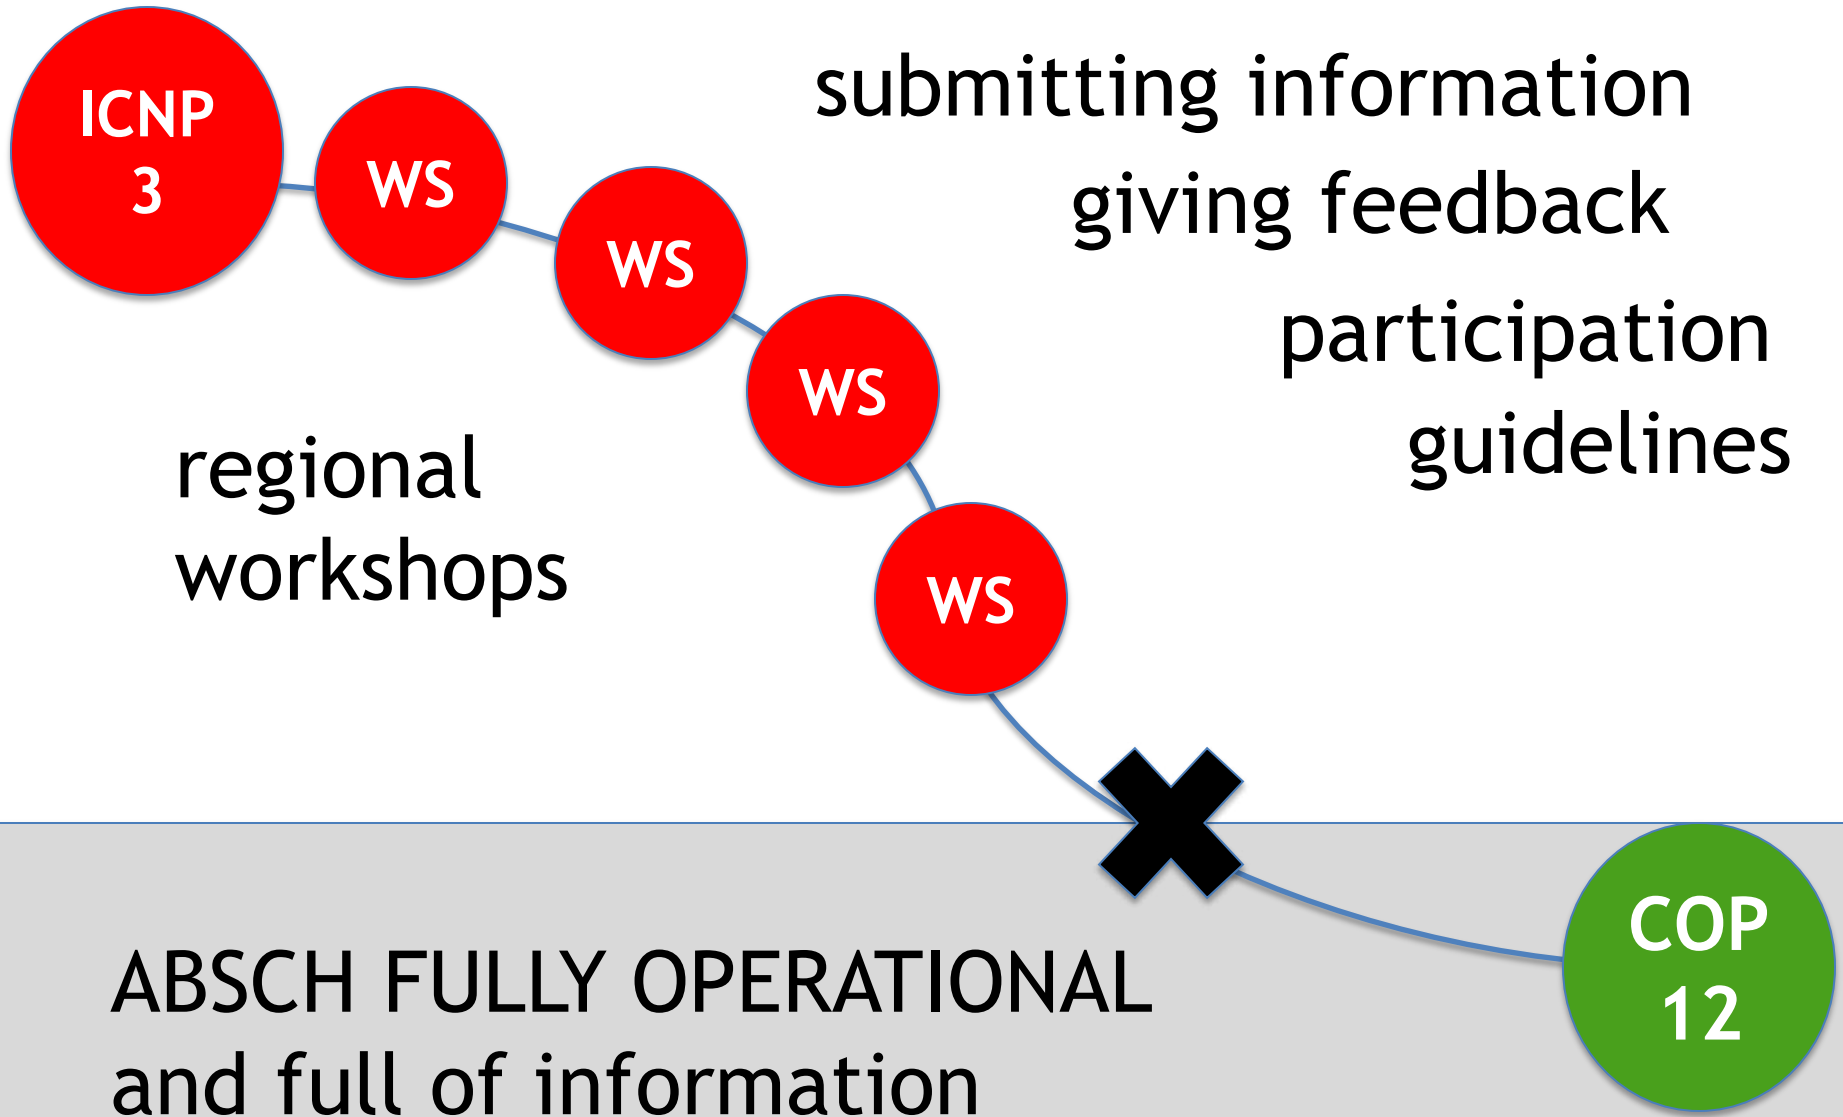 ICNP
3
WS
WS
WS
WS
submitting information
giving feedback
participation
guidelines
regional
workshops
COP
12
ABSCH FULLY OPERATIONAL
and full of information